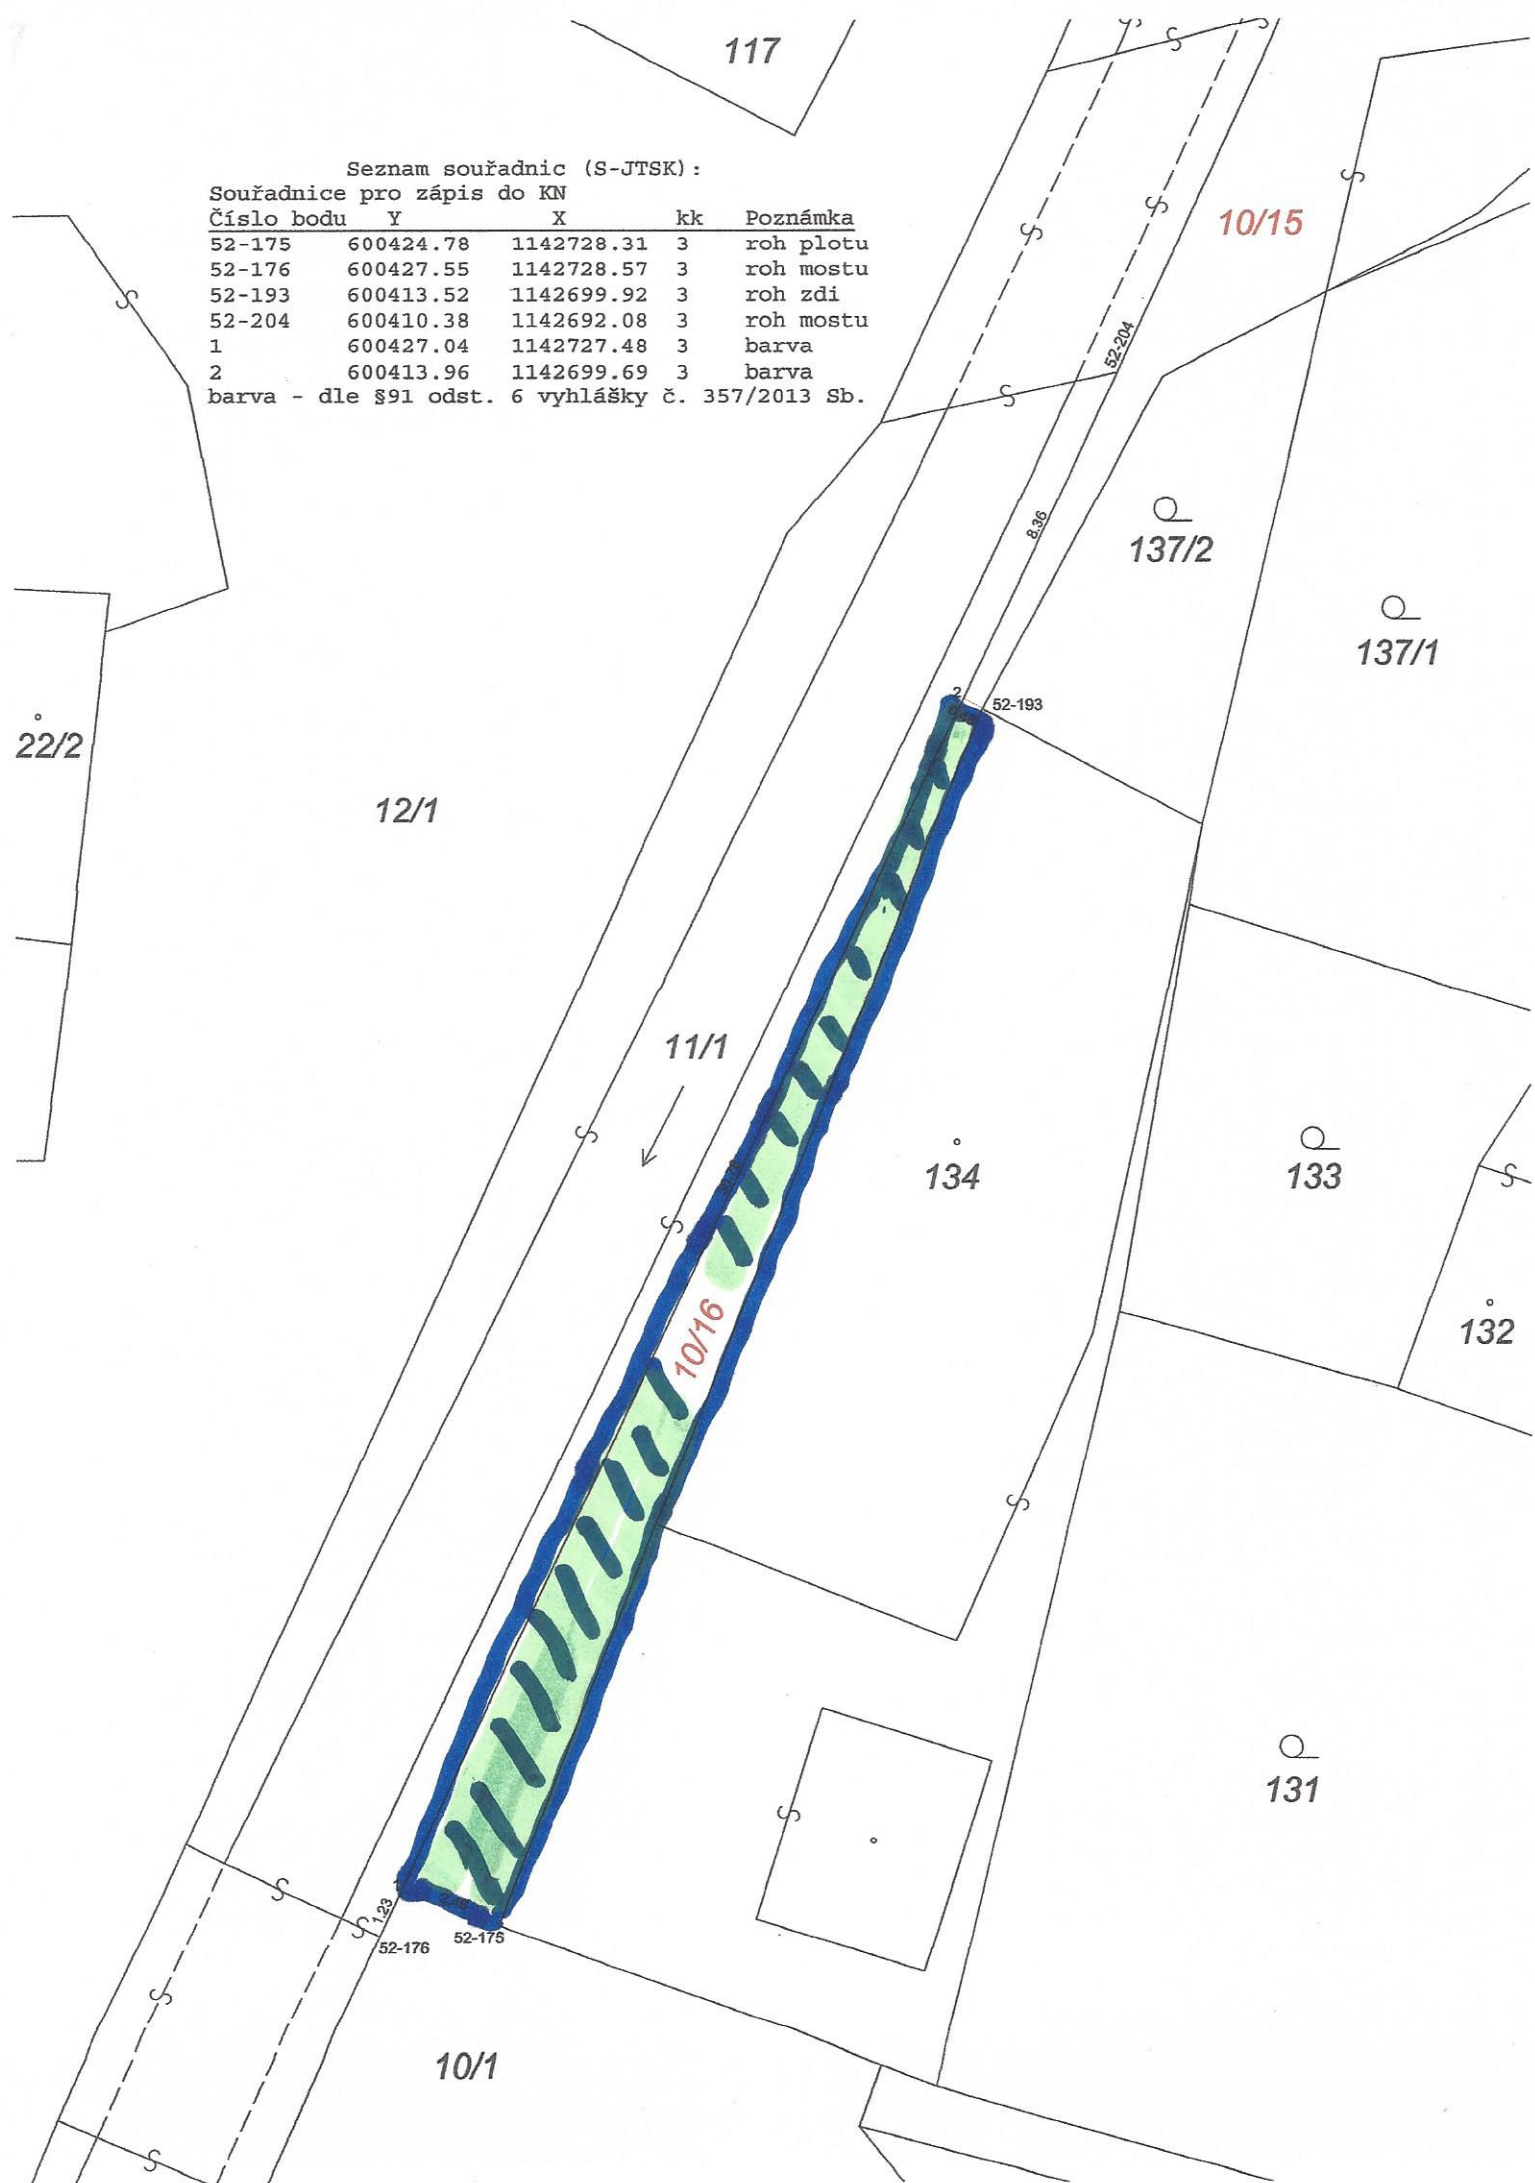 117
Seznam souřadnic (S-JTSK):
Souřadnice pro zápis do KN
Číslo bodu Y X kk Poznámka
52-175 600424.78 1142728.31 3 roh plotu
52-176 600427.55 1142728.57 3 roh mostu
52-193 600413.52 1142699.92 3 roh zdi
52-204 600410.38 1142692.08 3 roh mostu
1 600427.04 1142727.48 3 barva
2 600413.96 1142699.69 3 barva
barva - dle §91 odst. 6 vyhlášky č. 357/2013 Sb.
10/15
52-204
8.36
137/2
137/1
2
52-193
22/2
12/1
11/1
134
133
132
10/16
131
1.23
52-176
52-175
10/1